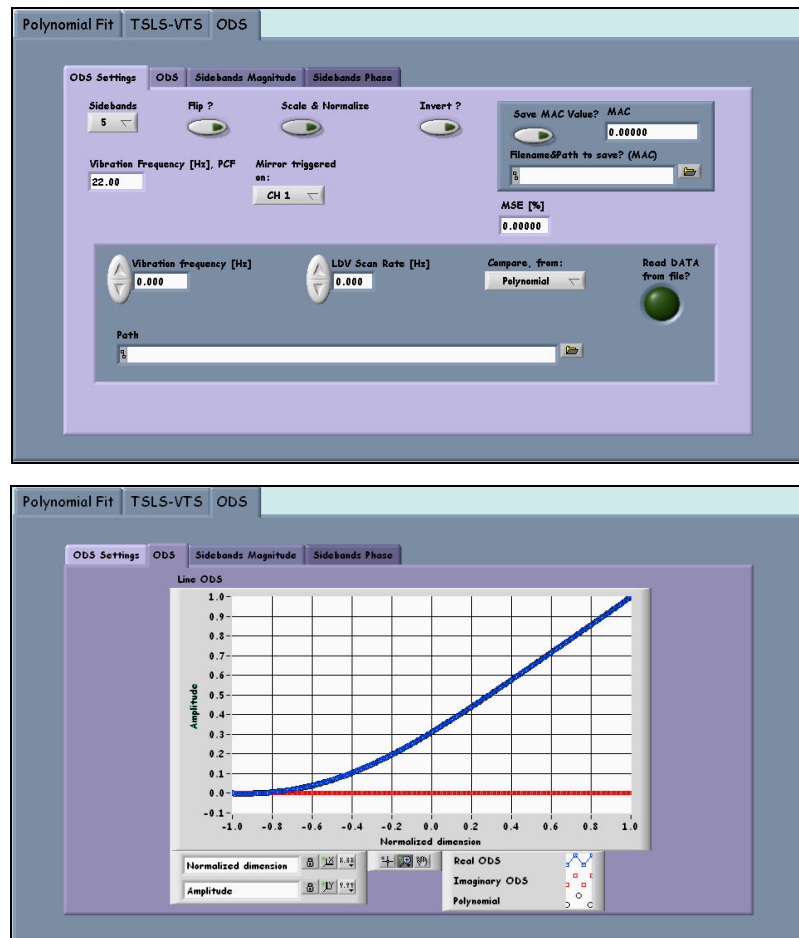 Polynomial Fit TSLS-VTS ODS
ODS Settings ODS Sidebands Magnitude Sidebands Phase
Sidebands Flip ? Scale & Normalize Invert ?
5
Save MAC Value? MAC
0.00000
Filename&Path to save? (MAC)
Vibration Frequency [Hz], PCF
22.00
Mirror triggered
on:
CH 1
MSE [%]
0.00000
Vibration frequency [Hz]
0.000
LDV Scan Rate [Hz]
0.000
Compare, from:
Polynomial
Read DATA
from file?
Path
Polynomial Fit TSLS-VTS ODS
ODS Settings ODS Sidebands Magnitude Sidebands Phase
Line ODS
1.0
0.9
0.8
0.7
0.6
0.5
0.4
0.3
0.2
0.1
0.0
-0.1
Amplitude
-1.0 -0.8 -0.6 -0.4 -0.2 0.0 0.2 0.4 0.6 0.8 1.0
Normalized dimension
Normalized dimension
Amplitude
Real ODS
Imaginary ODS
Polynomial